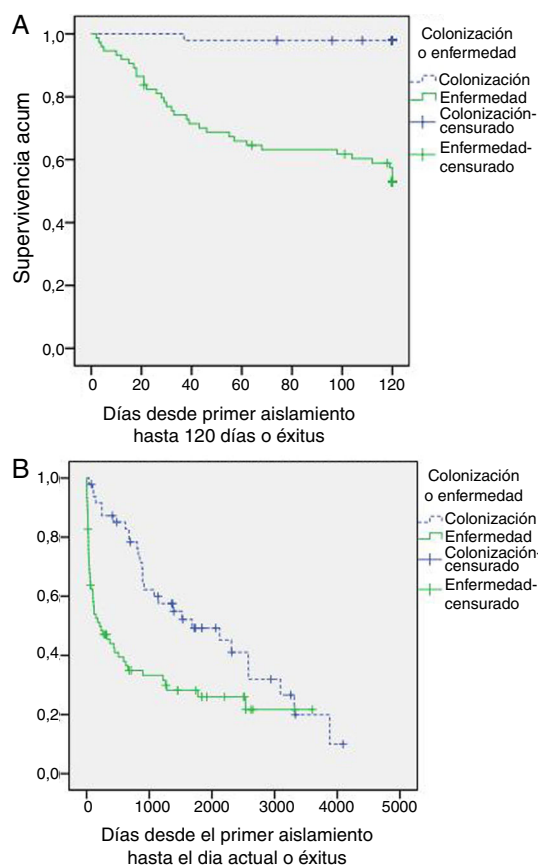 A
1,0
0,8
0,6
0,4
0,2
0,0
Supervivencia acum
0 20 40 60 80 100 120
Días desde primer aislamiento
hasta 120 días o éxitus
Colonización
o enfermedad
Colonización
Enfermedad
Colonización-
censurado
Enfermedad-
censurado
B
1,0
0,8
0,6
0,4
0,2
0,0
0 1000 2000 3000 4000 5000
Días desde el primer aislamiento
hasta el dia actual o éxitus
Colonización
o enfermedad
Colonización
Enfermedad
Colonización-
censurado
Enfermedad-
censurado